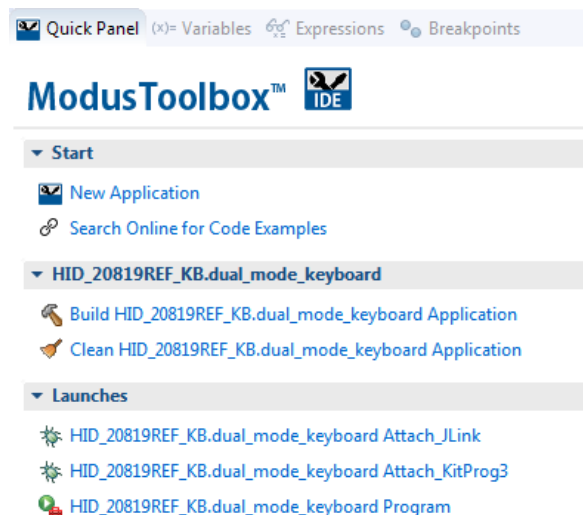 Quick Panel (x)= Variables Expressions Breakpoints
ModusToolbox™ IDE
Start
New Application
Search Online for Code Examples
HID_20819REF_KB.dual_mode_keyboard
Build HID_20819REF_KB.dual_mode_keyboard Application
Clean HID_20819REF_KB.dual_mode_keyboard Application
Launches
HID_20819REF_KB.dual_mode_keyboard Attach_JLink
HID_20819REF_KB.dual_mode_keyboard Attach_KitProg3
HID_20819REF_KB.dual_mode_keyboard Program